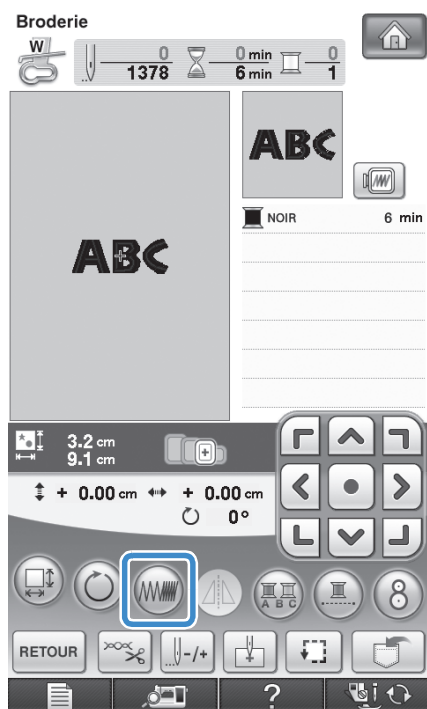 Broderie
W
0 0 min 0
1378 6 min 1
ABC
ABC
NOIR 6 min
3.2 cm
9.1 cm
+ 0.00 cm + 0.00 cm
0°
A B C
8
RETOUR -/+
?